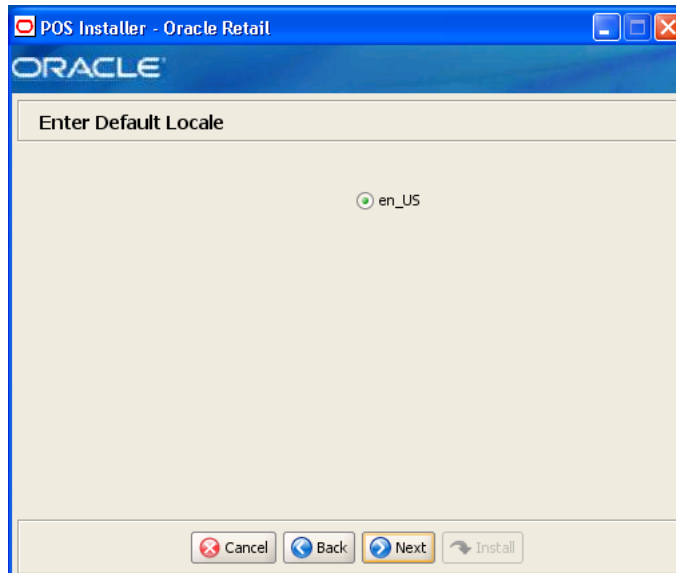 POS Installer - Oracle Retail
ORACLE
Enter Default Locale
en_US
Cancel Back Next Install